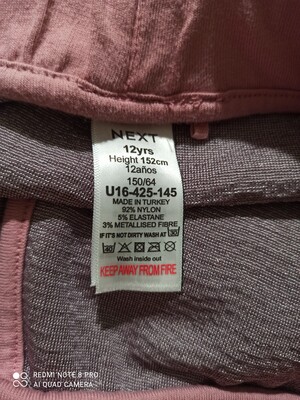 NEXT
12yrs
Height 152cm
12años
150/64
U16-425-145
MADE IN TURKEY
92% NYLON
5% ELASTANE
3% METALLISED FIBRE
IF IT'S NOT DIRTY WASH AT 30
30
Wash inside out
KEEP AWAY FROM FIRE
REDMI NOTE 8 PRO
AI QUAD CAMERA